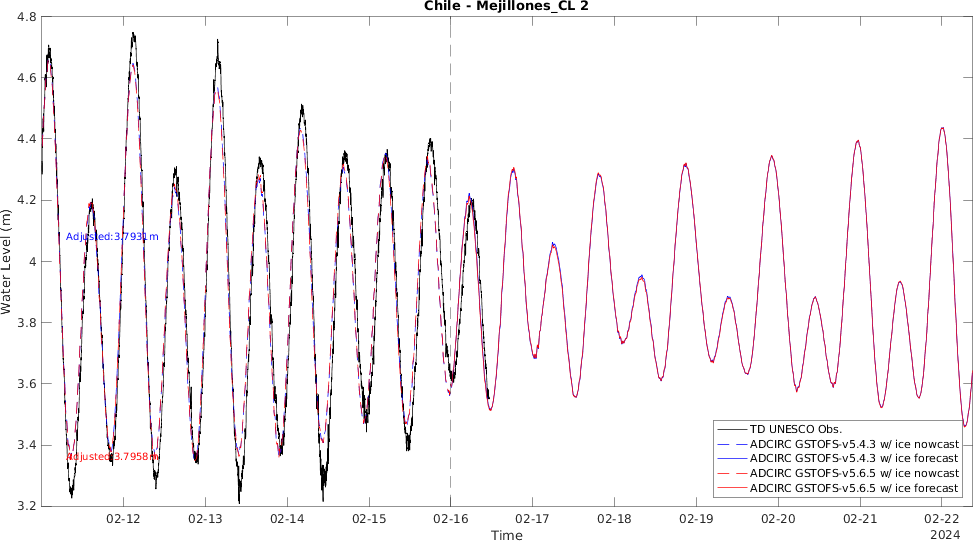 Chile - Mejillones_CL 2
4.8
4.6
4.4
4.2
4
3.8
3.6
3.4
3.2
Water Level (m)
Adjusted:3.7931m
Adjusted:3.7958m
TD UNESCO Obs.
ADCIRC GSTOFS-v5.4.3 w/ ice nowcast
ADCIRC GSTOFS-v5.4.3 w/ ice forecast
ADCIRC GSTOFS-v5.6.5 w/ ice nowcast
ADCIRC GSTOFS-v5.6.5 w/ ice forecast
02-12 02-13 02-14 02-15 02-16 02-17 02-18 02-19 02-20 02-21 02-22
Time
2024